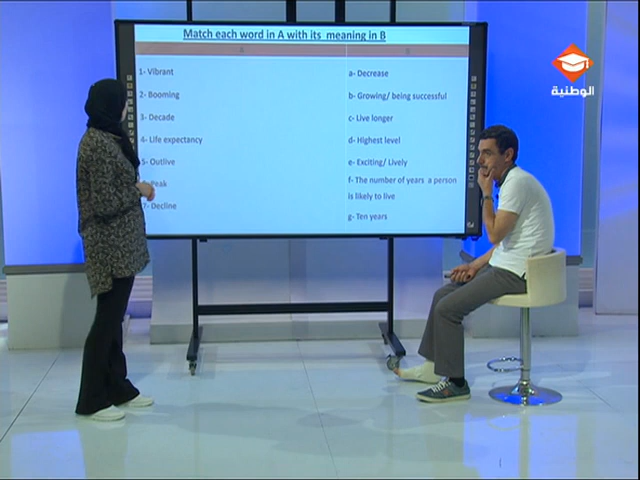 Match each word in A with its meaning in B
A B
1- Vibrant
a- Decrease
2- Booming
b- Growing/ being successful
3- Decade
c- Live longer
4- Life expectancy
d- Highest level
5- Outlive
e- Exciting/ Lively
Peak
f- The number of years a person
is likely to live
7- Decline
g- Ten years
الوطنية